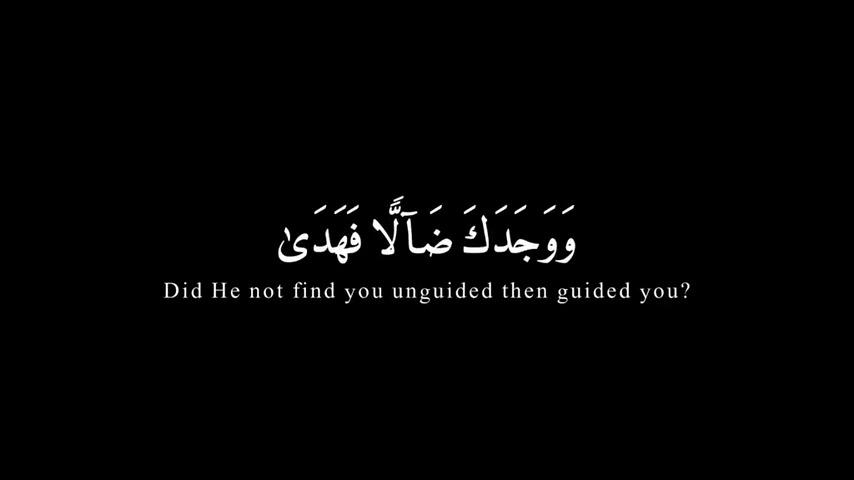 وَوَجَدَكَ ضَآلًّا فَهَدَىٰ
Did He not find you unguided then guided you?